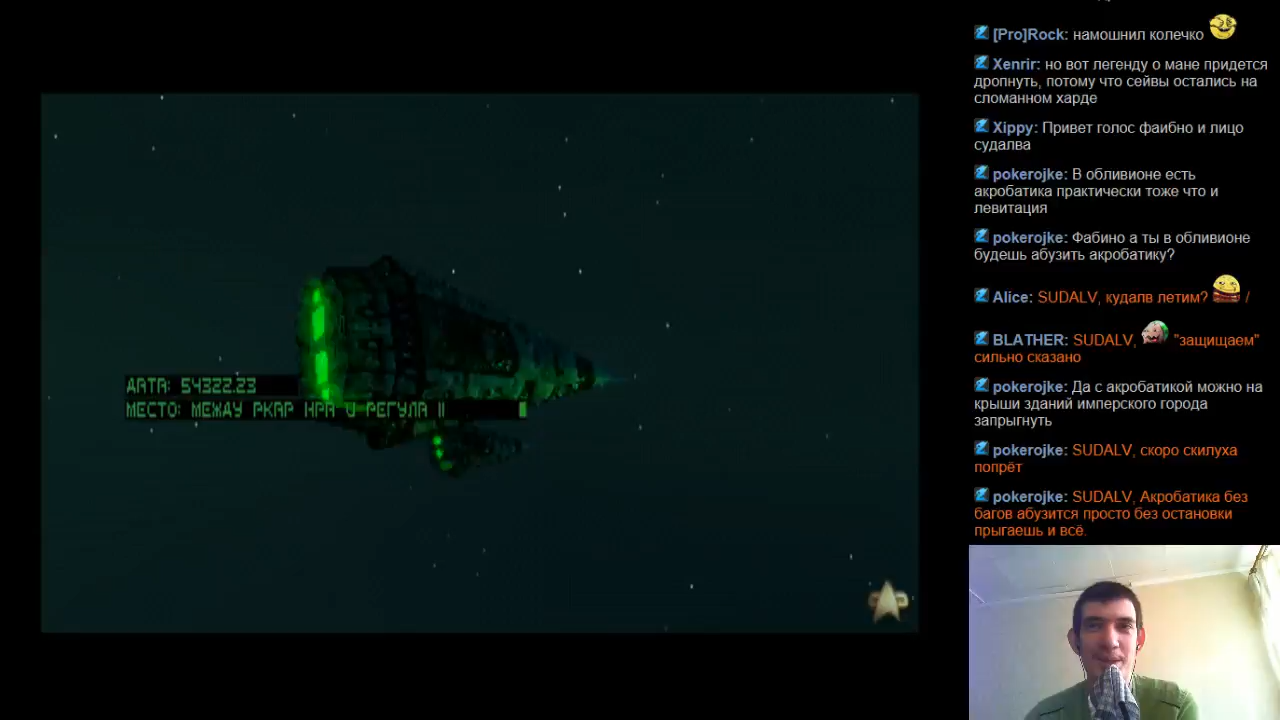 [Pro]Rock: намошнил колечко
Xenrir: но вот легенду о мане придется
дропнуть, потому что сейвы остались на
сломанном харде
Xippy: Привет голос фаибно и лицо
судалва
pokerojke: В обливионе есть
акробатика практически тоже что и
левитация
pokerojke: Фабино а ты в обливионе
будешь абузить акробатику?
Alice: SUDALV, кудапв летим? /
BLATHER: SUDALV, "защищаем"
сильно сказано
pokerojke: Да с акробатикой можно на
крыши зданий имперского города
запрыгнуть
pokerojke: SUDALV, скоро скилуха
попрёт
pokerojke: SUDALV, Акробатика без
багов абузится просто без остановки
прыгаешь и всё.
ДАТА: 54322.23
МЕСТО: МЕЖДУ РКАР НРА И РЕГУЛА II